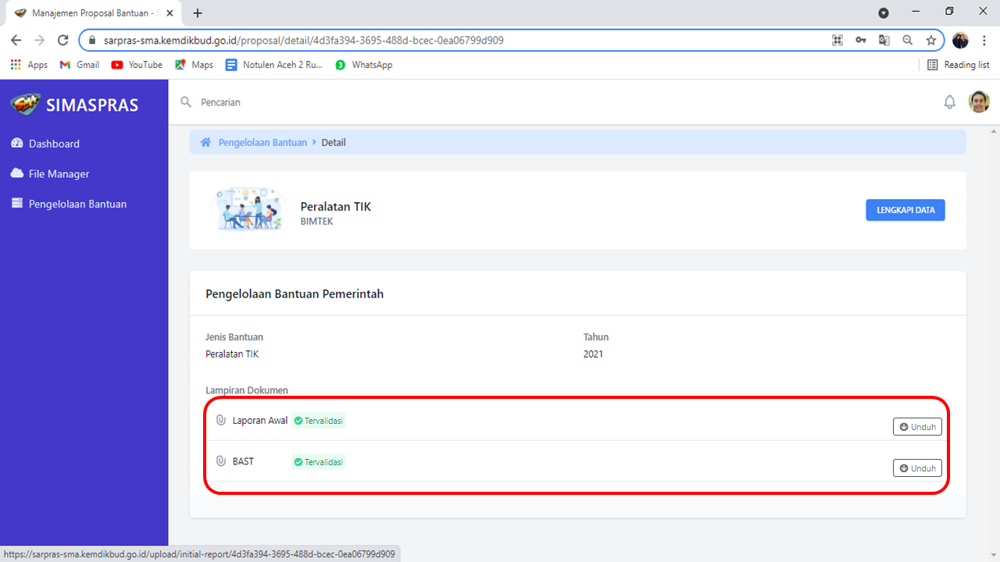 Manajemen Proposal Bantuan - S
sarpras-sma.kemdikbud.go.id/proposal/detail/4d3fa394-3695-488d-bcec-0ea06799d909
Apps Gmail YouTube Maps Notulen Aceh 2 Ru... 3 WhatsApp Reading list
SIMASPRAS
Pencarian
Dashboard
File Manager
Pengelolaan Bantuan
Pengelolaan Bantuan > Detail
Peralatan TIK
BIMTEK
LENGKAPI DATA
Pengelolaan Bantuan Pemerintah
Jenis Bantuan Tahun
Peralatan TIK 2021
Lampiran Dokumen
Laporan Awal Tervalidasi Unduh
BAST Tervalidasi Unduh
https://sarpras-sma.kemdikbud.go.id/upload/initial-report/4d3fa394-3695-488d-bcec-0ea06799d909